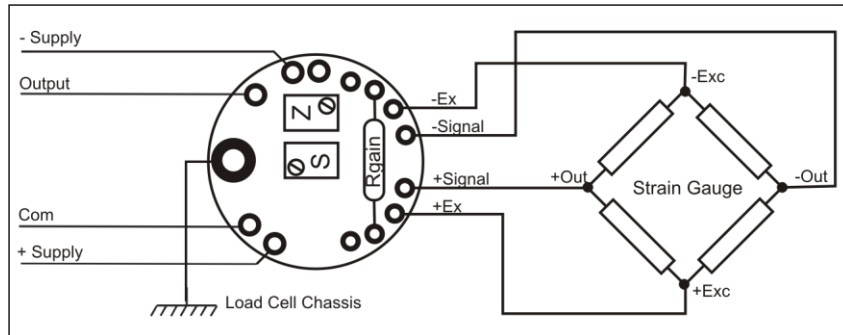 - Supply
Output
Com
+ Supply
Load Cell Chassis
Z
S
Rgain
-Ex
-Signal
+Signal
+Ex
-Exc
+Out
Strain Gauge
-Out
+Exc